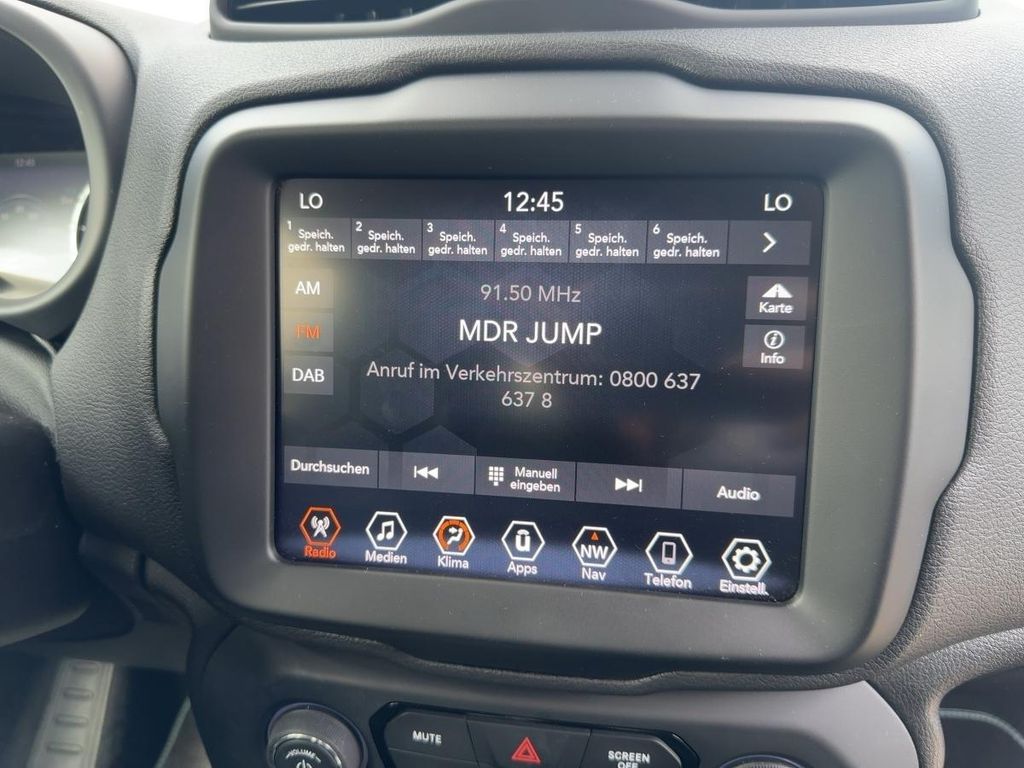 LO 12:45 LO
1 Speich. gedr. halten
2 Speich. gedr. halten
3 Speich. gedr. halten
4 Speich. gedr. halten
5 Speich. gedr. halten
6 Speich. gedr. halten
AM
FM
DAB
91.50 MHz
MDR JUMP
Anruf im Verkehrszentrum: 0800 637
637 8
Karte
Info
Durchsuchen
Manuell
eingeben
Audio
Radio
Medien
Klima
ü
Apps
NW
Nav
Telefon
Einstell.
VOLUME
MUTE
SCREEN
OFF